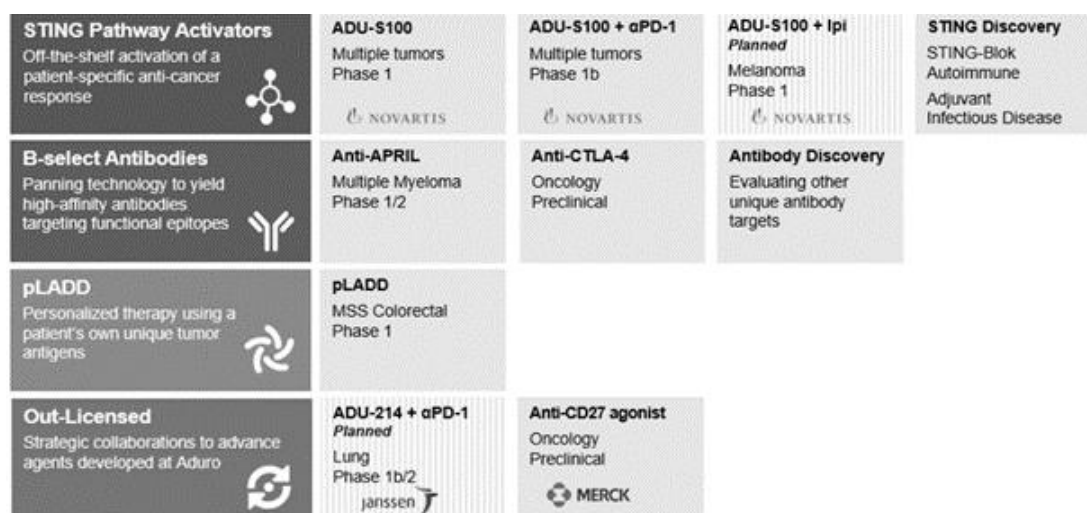 STING Pathway Activators
Off-the-shelf activation of a
patient-specific anti-cancer
response
ADU-S100
Multiple tumors
Phase 1
NOVARTIS
ADU-S100 + αPD-1
Multiple tumors
Phase 1b
NOVARTIS
ADU-S100 + Ipi
Planned
Melanoma
Phase 1
NOVARTIS
STING Discovery
STING-Blok
Autoimmune
Adjuvant
Infectious Disease
B-select Antibodies
Panning technology to yield
high-affinity antibodies
targeting functional epitopes
Anti-APRIL
Multiple Myeloma
Phase 1/2
Anti-CTLA-4
Oncology
Preclinical
Antibody Discovery
Evaluating other
unique antibody
targets
pLADD
Personalized therapy using a
patient's own unique tumor
antigens
pLADD
MSS Colorectal
Phase 1
Out-Licensed
Strategic collaborations to advance
agents developed at Aduro
ADU-214 + αPD-1
Planned
Lung
Phase 1b/2
janssen
Anti-CD27 agonist
Oncology
Preclinical
MERCK